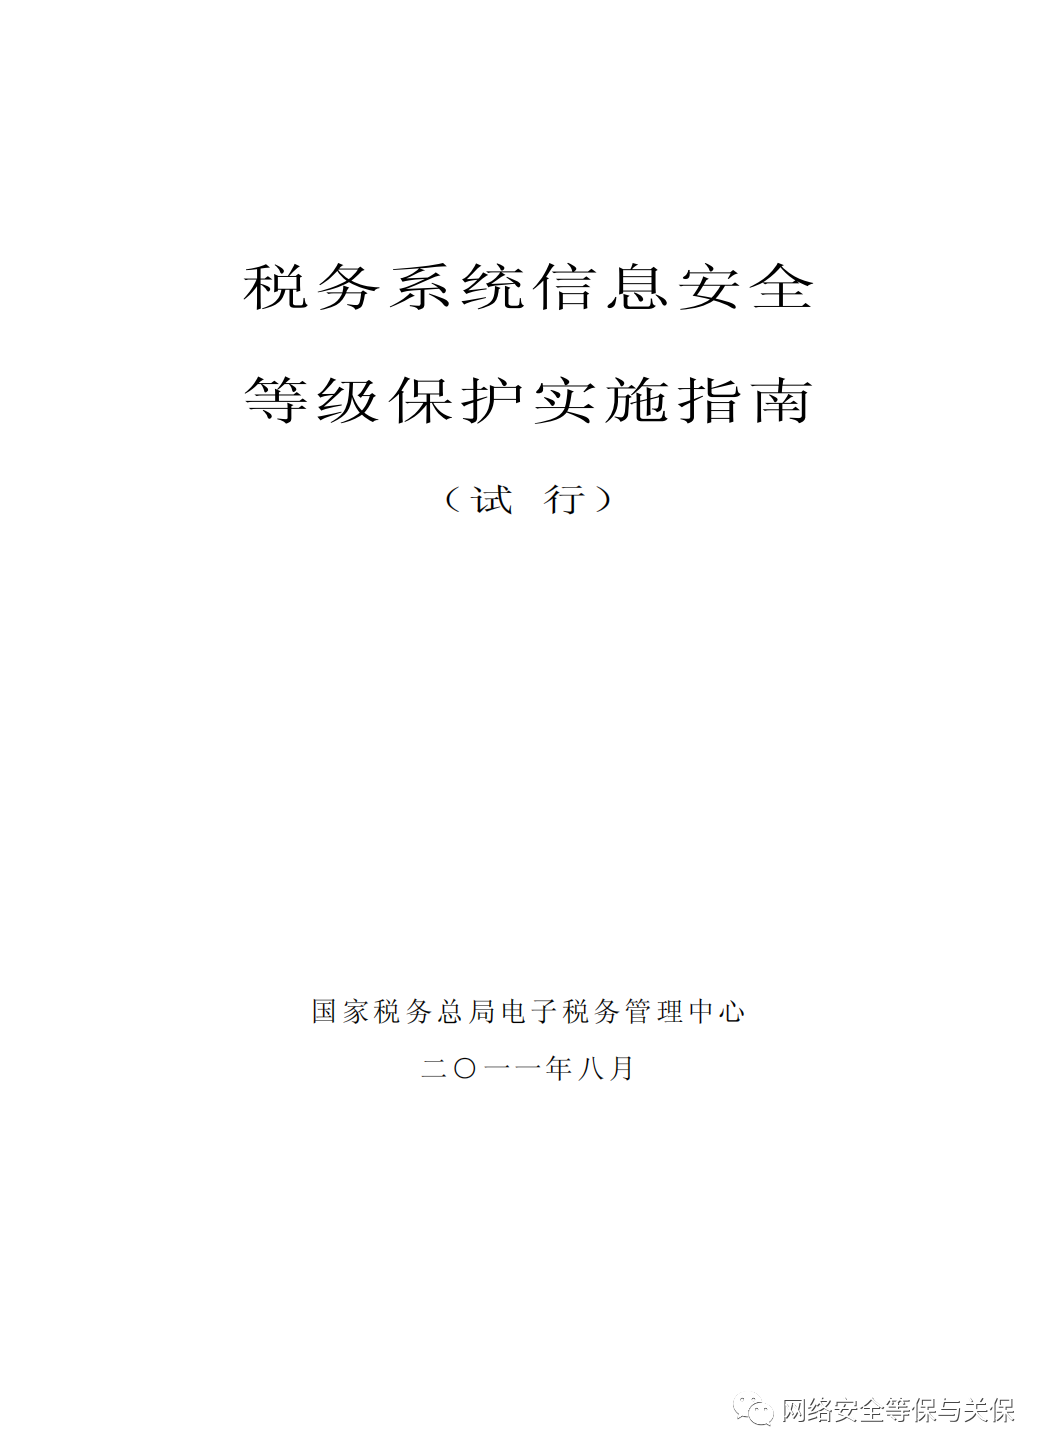 税务系统信息安全
等级保护实施指南
（试 行）
国家税务总局电子税务管理中心
二〇一一年八月
网络安全等保与关保